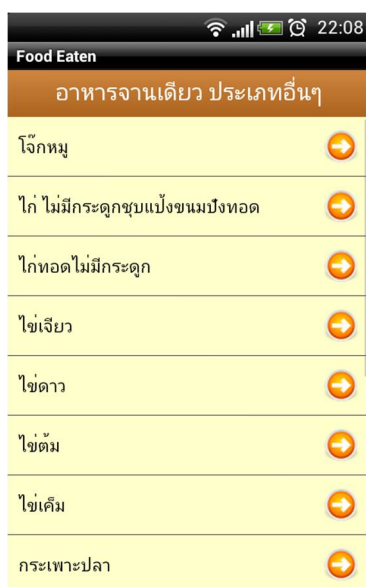 22:08
Food Eaten
อาหารจานเดียว ประเภทอื่นๆ
โจ๊กหมู
ไก่ ไม่มีกระดูกชุบแป้งขนมปังทอด
ไก่ทอดไม่มีกระดูก
ไข่เจียว
ไข่ดาว
ไข่ต้ม
ไข่เค็ม
กระเพาะปลา